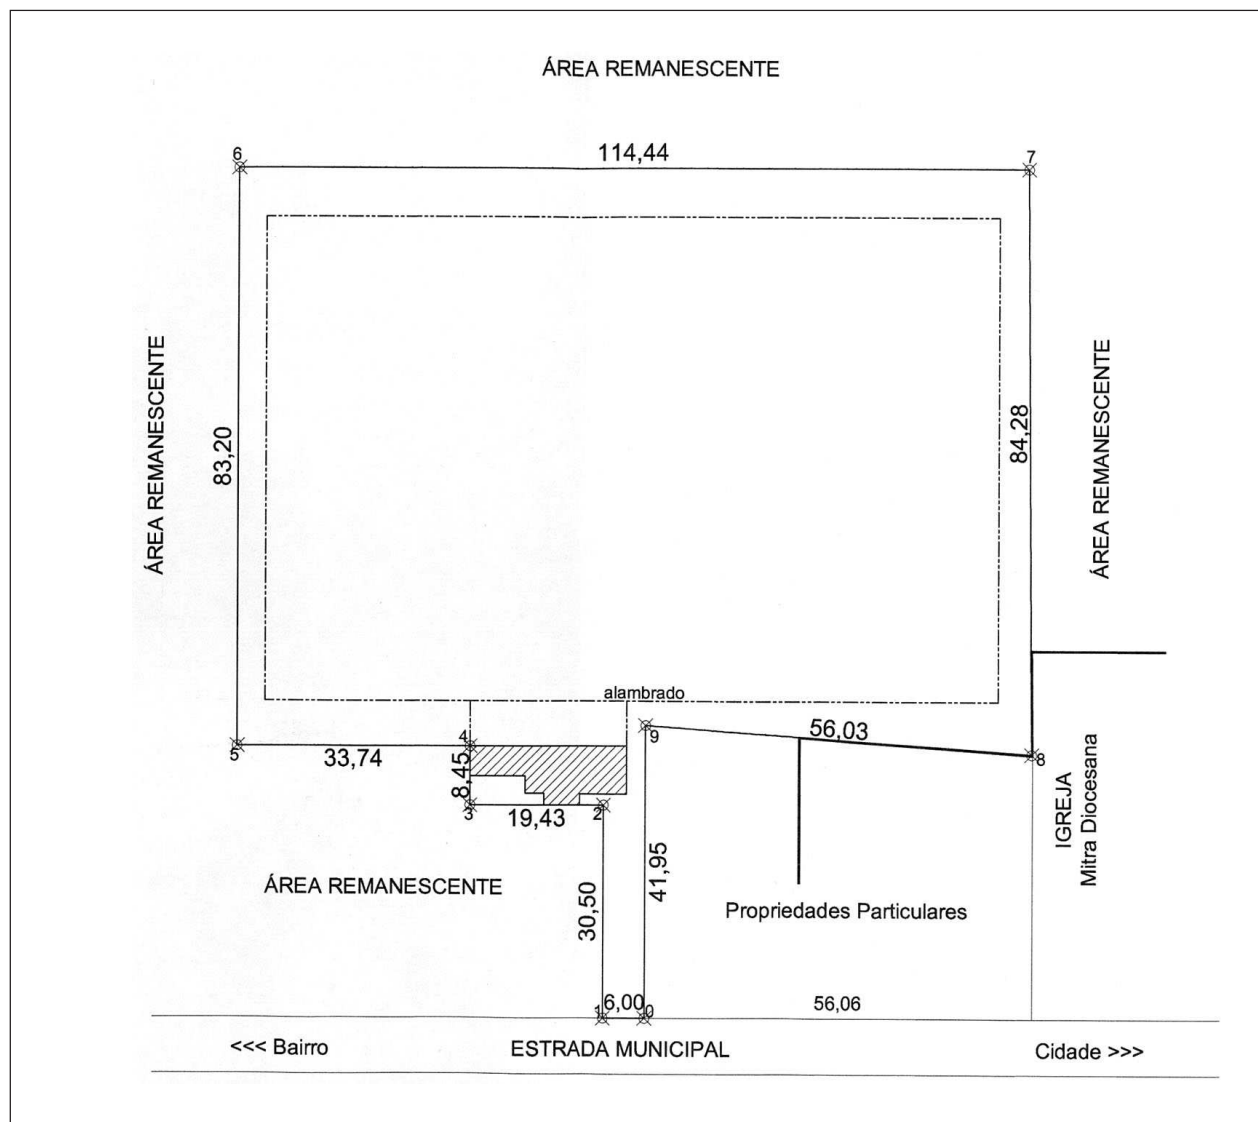 ÁREA REMANESCENTE
6
114,44
7
ÁREA REMANESCENTE
83,20
84,28
ÁREA REMANESCENTE
alambrado
4
9
56,03
5
33,74
8,45
8
3
19,43
2
IGREJA
Mitra Diocesana
ÁREA REMANESCENTE
30,50
41,95
Propriedades Particulares
1
6,00
0
56,06
<<< Bairro
ESTRADA MUNICIPAL
Cidade >>>